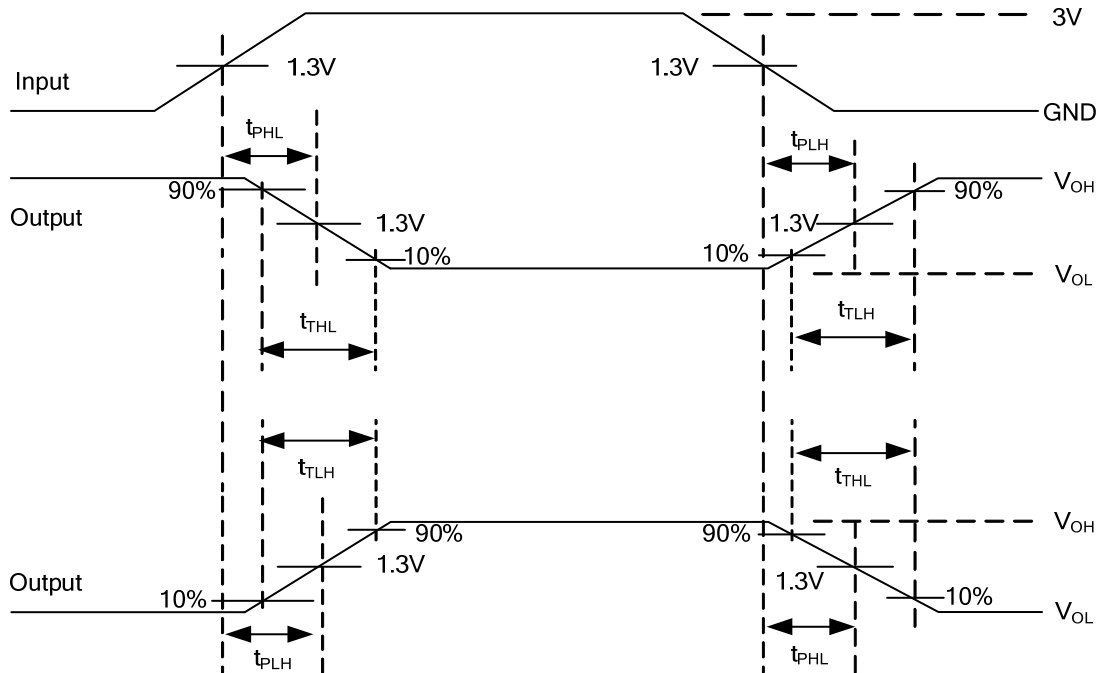 3V
1.3V
1.3V
Input
GND
tPHL
tPLH
90%
90%
VOH
Output
1.3V
1.3V
10%
10%
VOL
tTHL
tTLH
tTLH
tTHL
VOH
90%
90%
1.3V
1.3V
Output
10%
10%
VOL
tPLH
tPHL